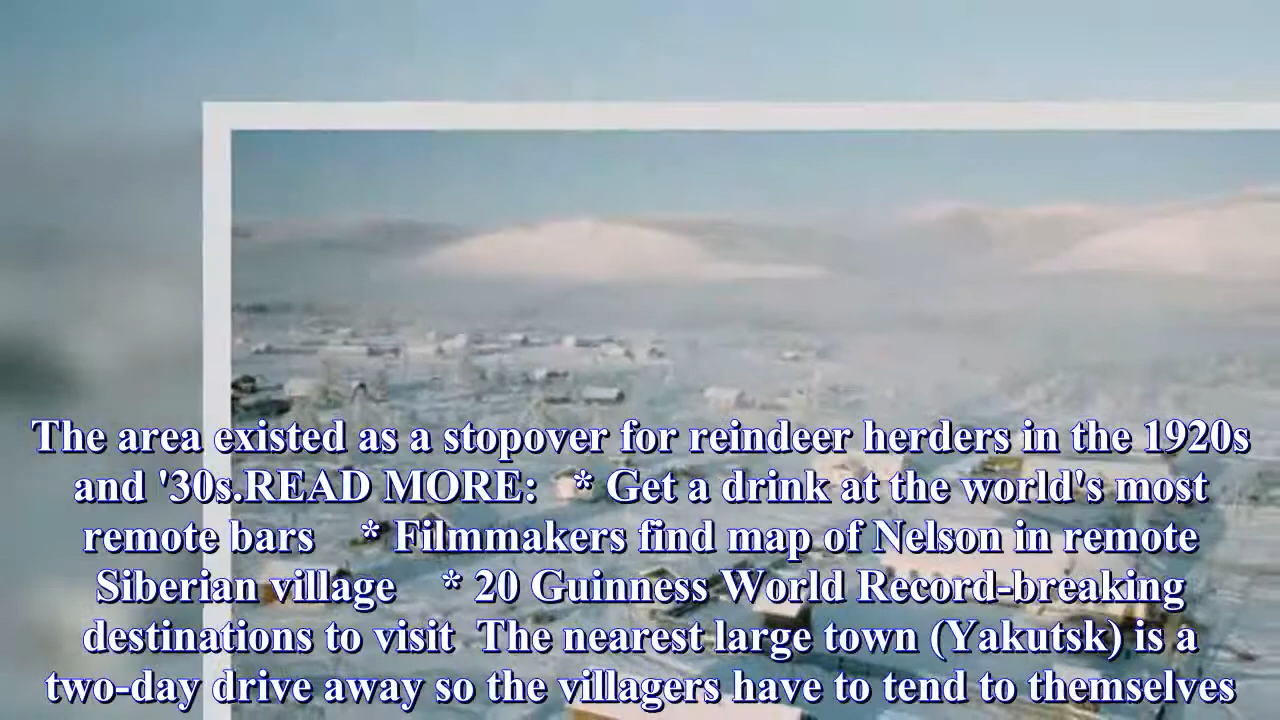 The area existed as a stopover for reindeer herders in the 1920s
and '30s.READ MORE: * Get a drink at the world's most
remote bars * Filmmakers find map of Nelson in remote
Siberian village * 20 Guinness World Record-breaking
destinations to visit The nearest large town (Yakutsk) is a
two-day drive away so the villagers have to tend to themselves